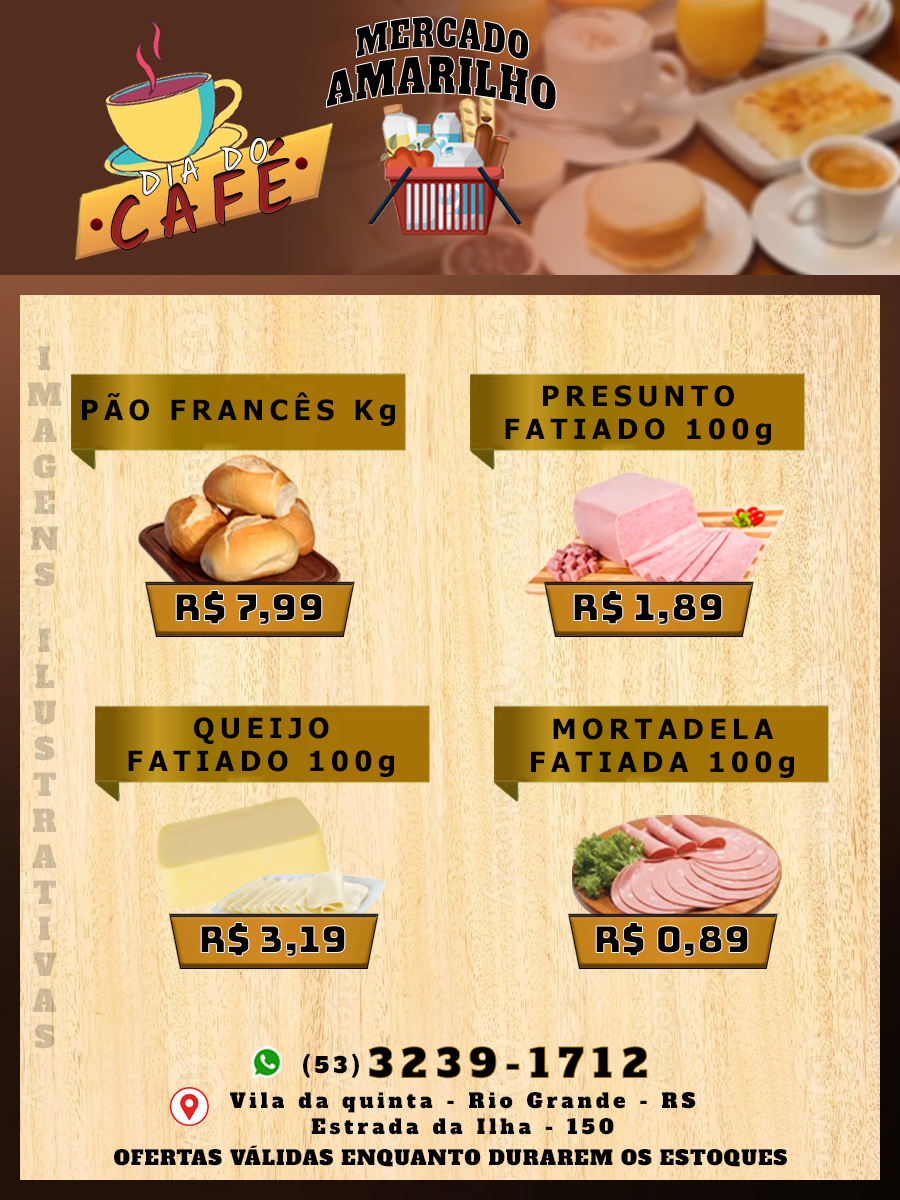 MERCADO
AMARILHO
DIA DO
CAFÉ
IMAGENS ILUSTRATIVAS
PÃO FRANCÊS Kg
R$ 7,99
PRESUNTO
FATIADO 100g
R$ 1,89
QUEIJO
FATIADO 100g
R$ 3,19
MORTADELA
FATIADA 100g
R$ 0,89
(53) 3239-1712
Vila da quinta - Rio Grande - RS
Estrada da Ilha - 150
OFERTAS VÁLIDAS ENQUANTO DURAREM OS ESTOQUES